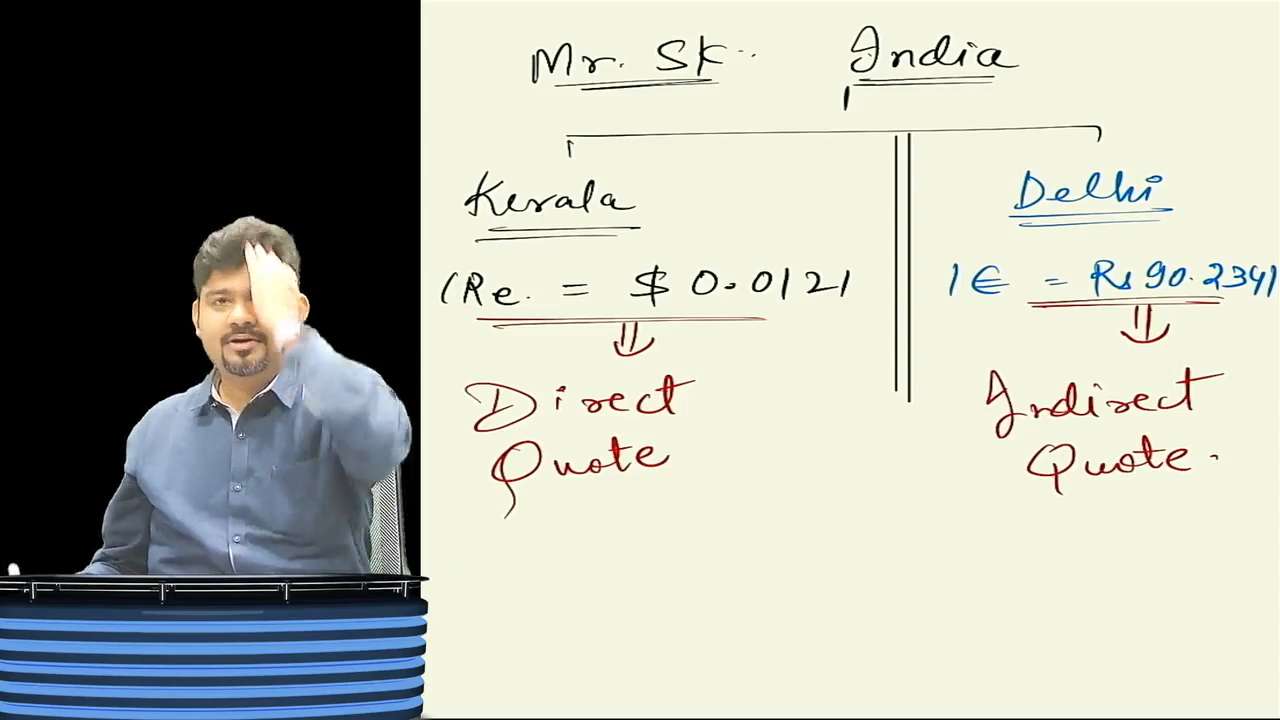 Mr. SK.. India
Kerala
1Re. = $ 0.0121
Direct
Quote
Delhi
1€ = Rs 90.2341
Indirect
Quote.